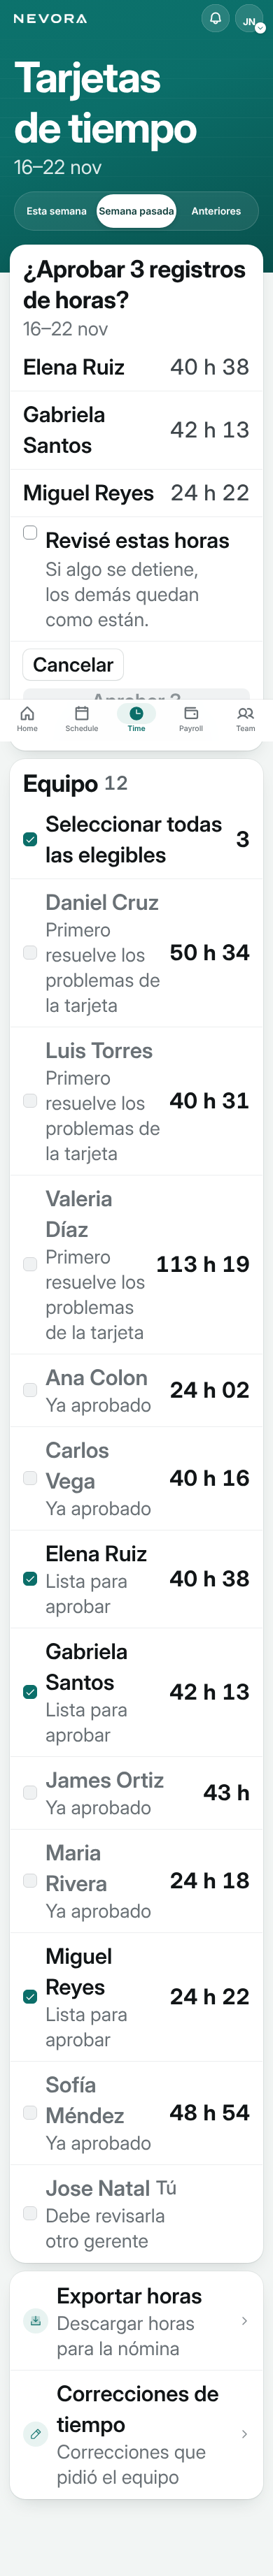 NEVORA
JN
Tarjetas
de tiempo
16–22 nov
Esta semana
Semana pasada
Anteriores
¿Aprobar 3 registros
de horas?
16–22 nov
Elena Ruiz 40 h 38
Gabriela
Santos
42 h 13
Miguel Reyes 24 h 22
Revisé estas horas
Si algo se detiene,
los demás quedan
como están.
Cancelar
Aprobar 3
Home
Schedule
Time
Payroll
Team
Equipo 12
Seleccionar todas
las elegibles
3
Daniel Cruz
Primero
resuelve los
problemas de
la tarjeta
50 h 34
Luis Torres
Primero
resuelve los
problemas de
la tarjeta
40 h 31
Valeria
Díaz
Primero
resuelve los
problemas
de la tarjeta
113 h 19
Ana Colon
Ya aprobado
24 h 02
Carlos
Vega
Ya aprobado
40 h 16
Elena Ruiz
Lista para
aprobar
40 h 38
Gabriela
Santos
Lista para
aprobar
42 h 13
James Ortiz
Ya aprobado
43 h
Maria
Rivera
Ya aprobado
24 h 18
Miguel
Reyes
Lista para
aprobar
24 h 22
Sofía
Méndez
Ya aprobado
48 h 54
Jose Natal Tú
Debe revisarla
otro gerente
Exportar horas
Descargar horas
para la nómina
Correcciones de
tiempo
Correcciones que
pidió el equipo